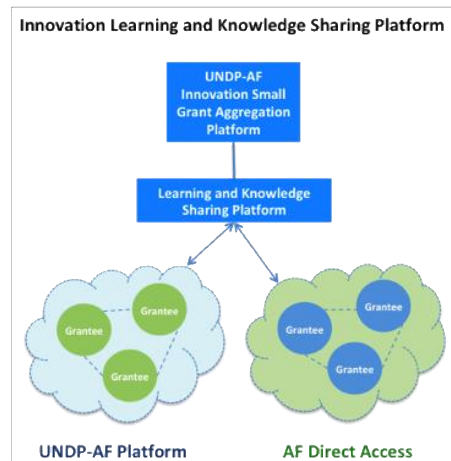 Innovation Learning and Knowledge Sharing Platform
UNDP-AF
Innovation Small
Grant Aggregation
Platform
Learning and Knowledge
Sharing Platform
Grantee
Grantee
Grantee
Grantee
Grantee
Grantee
UNDP-AF Platform
AF Direct Access